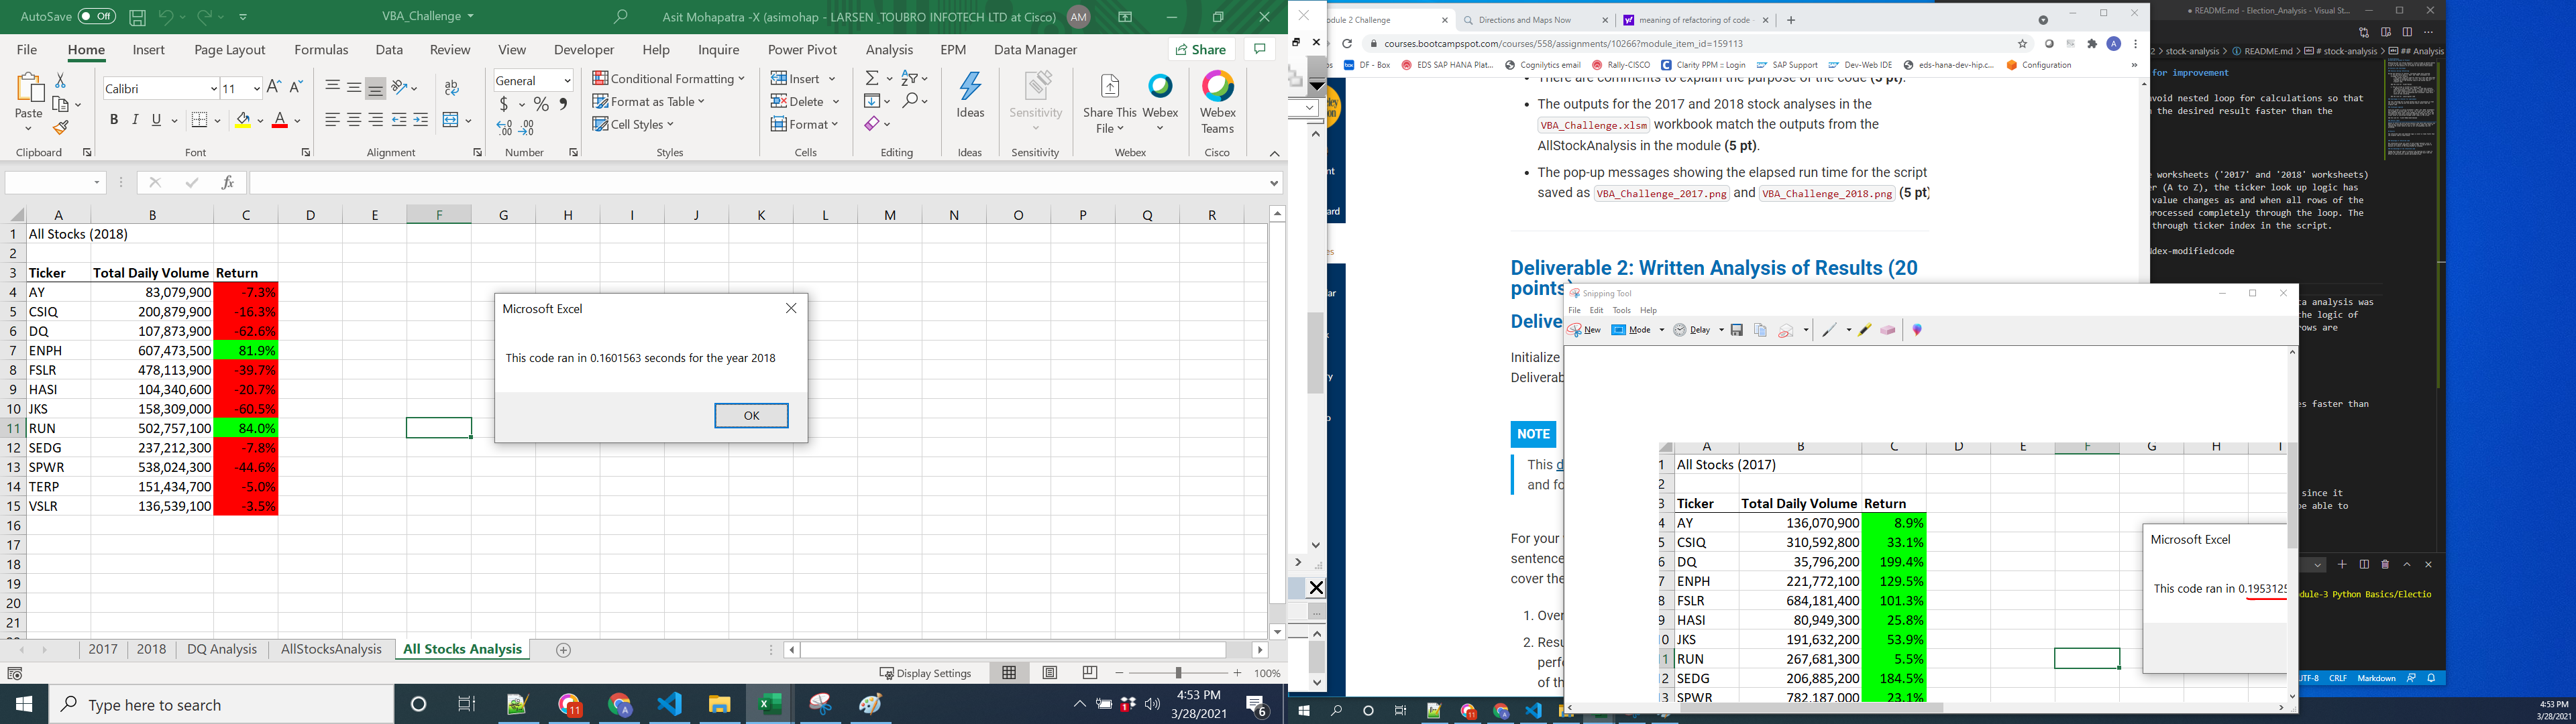 AutoSave Off
VBA_Challenge
Asit Mohapatra -X (asimohap - LARSEN _TOUBRO INFOTECH LTD at Cisco) AM
File Home Insert Page Layout Formulas Data Review View Developer Help Inquire Power Pivot Analysis EPM Data Manager Share
Paste
Calibri 11
B I U
General
Conditional Formatting
Format as Table
Cell Styles
Insert
Delete
Format
Ideas
Sensitivity
Share This File
Webex
Webex Teams
Clipboard Font Alignment Number Styles Cells Editing Ideas Sensitivity Webex Cisco
fx
A B C D E F G H I J K L M N O P Q R
1 All Stocks (2018)
2
3 Ticker Total Daily Volume Return
4 AY 83,079,900 -7.3%
5 CSIQ 200,879,900 -16.3%
6 DQ 107,873,900 -62.6%
7 ENPH 607,473,500 81.9%
8 FSLR 478,113,900 -39.7%
9 HASI 104,340,600 -20.7%
10 JKS 158,309,000 -60.5%
11 RUN 502,757,100 84.0%
12 SEDG 237,212,300 -7.8%
13 SPWR 538,024,300 -44.6%
14 TERP 151,434,700 -5.0%
15 VSLR 136,539,100 -3.5%
16
17
18
19
20
21
Microsoft Excel
This code ran in 0.1601563 seconds for the year 2018
OK
2017 2018 DQ Analysis AllStocksAnalysis All Stocks Analysis
Display Settings 100%
Type here to search
11
1
4:53 PM
3/28/2021
6
odule 2 Challenge
Directions and Maps Now
meaning of refactoring of code -
courses.bootcampspot.com/courses/558/assignments/10266?module_item_id=159113
DF - Box
EDS SAP HANA Plat...
Cognilytics email
Rally-CISCO
Clarity PPM :: Login
SAP Support
Dev-Web IDE
eds-hana-dev-hip.c...
Configuration
There are comments to explain the purpose of the code (5 pt).
The outputs for the 2017 and 2018 stock analyses in the
VBA_Challenge.xlsm workbook match the outputs from the
AllStockAnalysis in the module (5 pt).
The pop-up messages showing the elapsed run time for the script
saved as VBA_Challenge_2017.png and VBA_Challenge_2018.png (5 pt)
Deliverable 2: Written Analysis of Results (20
points)
Delive
Initialize
Deliverab
NOTE
This d
and fo
For your
sentence
cover the
1. Over
2. Resu
perfo
of th
Snipping Tool
File Edit Tools Help
New Mode Delay
A B C D E F G H I
1 All Stocks (2017)
2
3 Ticker Total Daily Volume Return
4 AY 136,070,900 8.9%
5 CSIQ 310,592,800 33.1%
6 DQ 35,796,200 199.4%
7 ENPH 221,772,100 129.5%
8 FSLR 684,181,400 101.3%
9 HASI 80,949,300 25.8%
0 JKS 191,632,200 53.9%
1 RUN 267,681,300 5.5%
2 SEDG 206,885,200 184.5%
3 SPWR 782,187,000 23.1%
Microsoft Excel
This code ran in 0.1953125
README.md - Election_Analysis - Visual St...
2 > stock-analysis > README.md > # stock-analysis > ## Analysis
for improvement
void nested loop for calculations so that
the desired result faster than the
worksheets ('2017' and '2018' worksheets)
r (A to Z), the ticker look up logic has
value changes as and when all rows of the
rocessed completely through the loop. The
through ticker index in the script.
dex-modifiedcode
ta analysis was
he logic of
rows are
s faster than
since it
be able to
dule-3 Python Basics/Electio
UTF-8 CRLF Markdown
4:53 PM
3/28/2021